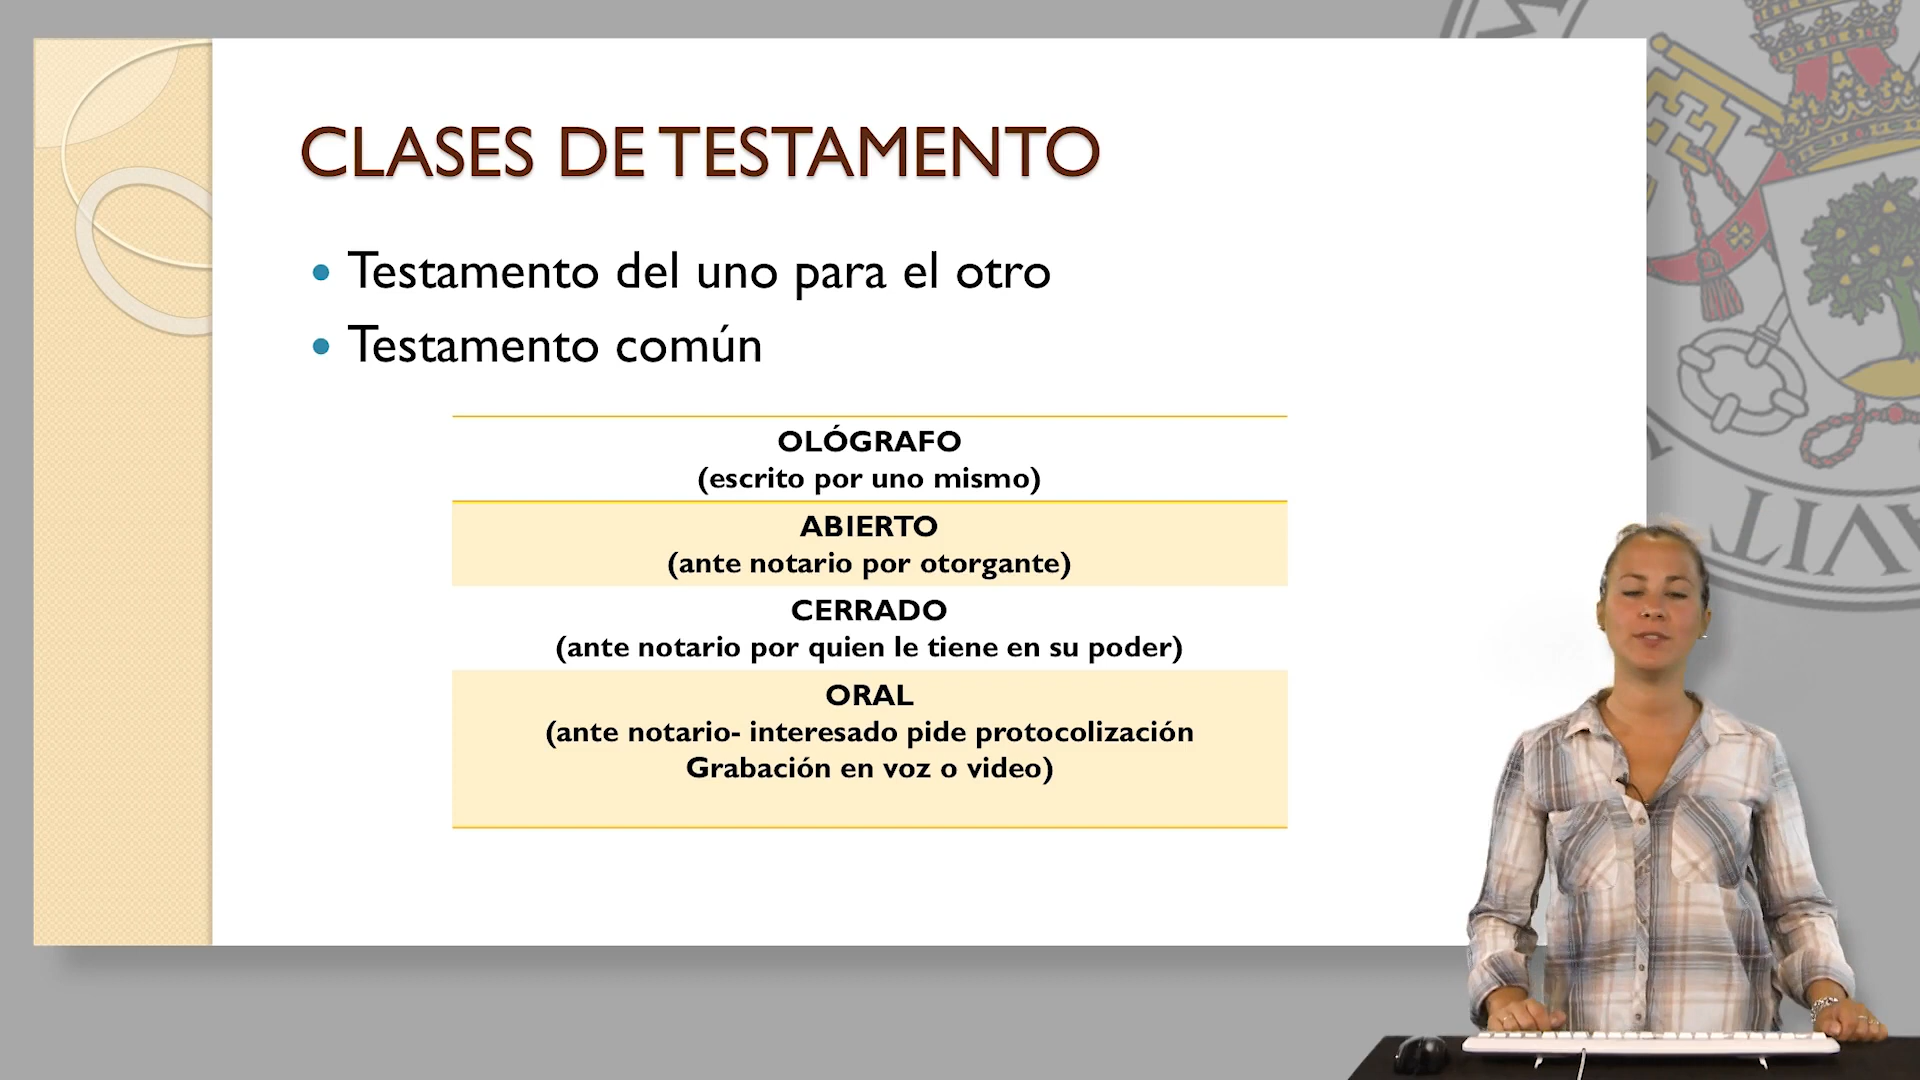 CLASES DE TESTAMENTO
Testamento del uno para el otro
Testamento común
OLÓGRAFO
(escrito por uno mismo)
ABIERTO
(ante notario por otorgante)
CERRADO
(ante notario por quien le tiene en su poder)
ORAL
(ante notario- interesado pide protocolización
Grabación en voz o video)